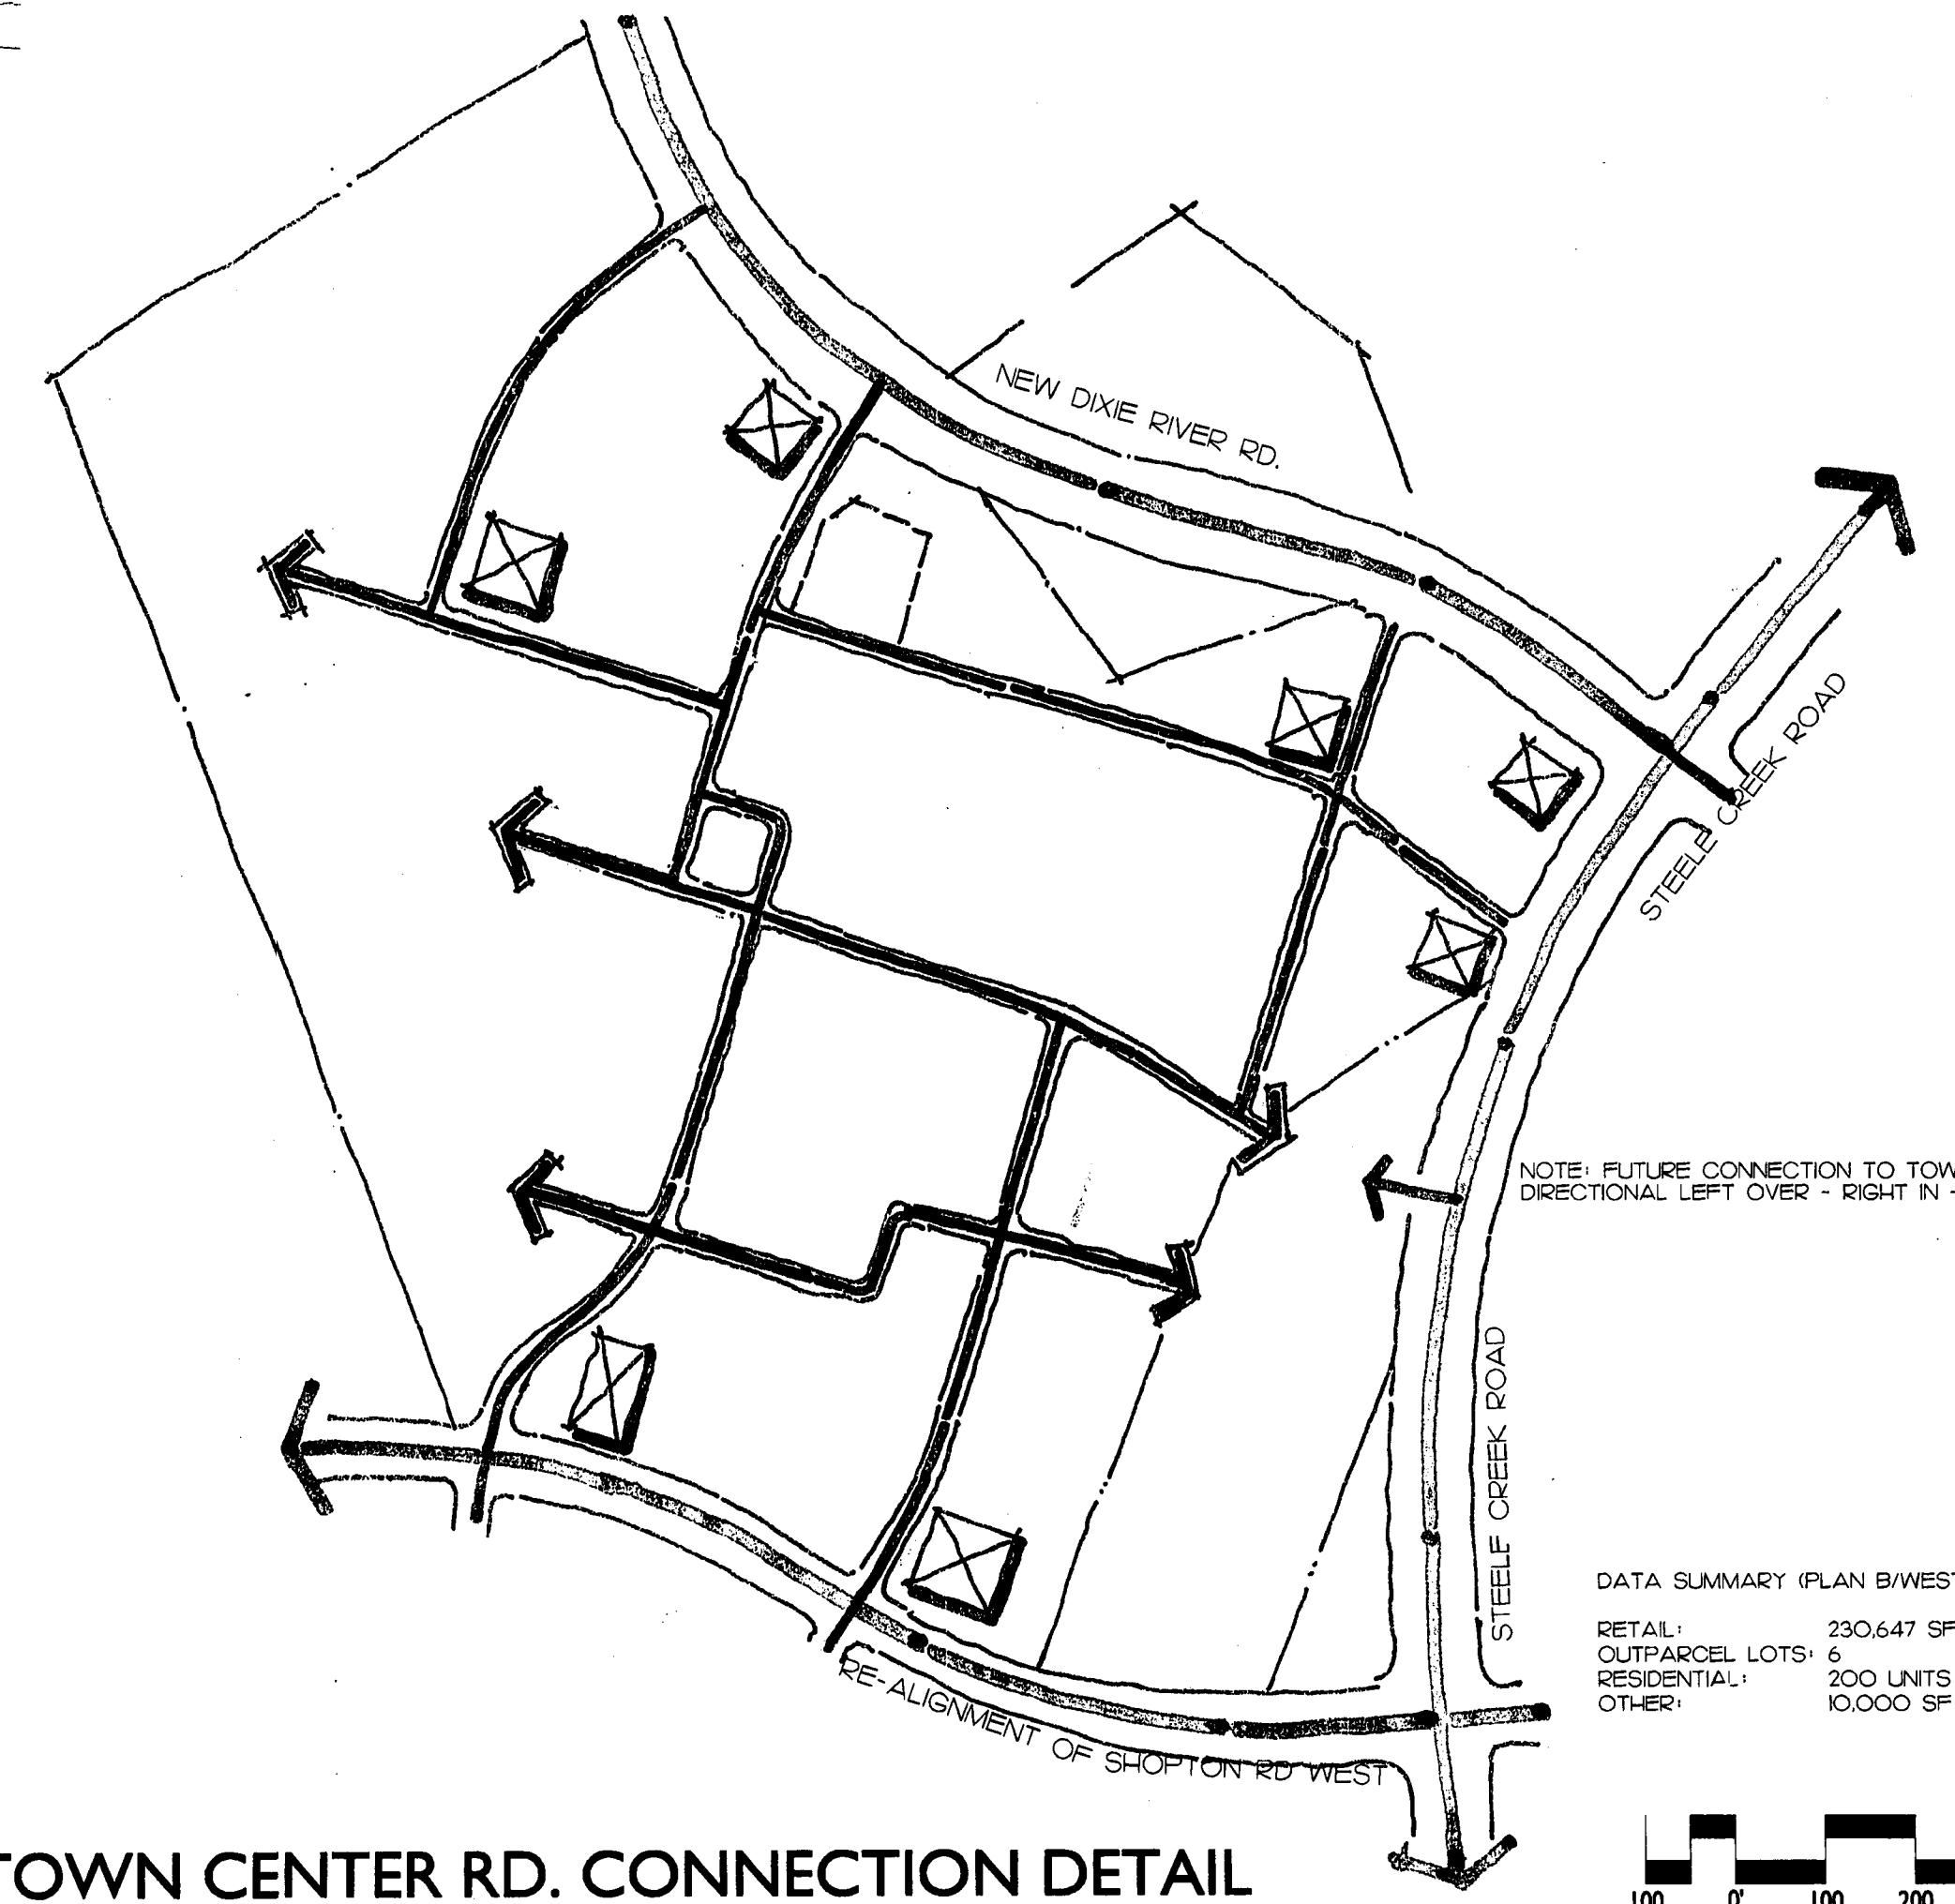 NEW DIXIE RIVER RD.
STEELE CREEK ROAD
NOTE: FUTURE CONNECTION TO TOW
DIRECTIONAL LEFT OVER - RIGHT IN -
STEELE CREEK ROAD
DATA SUMMARY (PLAN B/WEST
RETAIL: 230,647 SF
OUTPARCEL LOTS: 6
RESIDENTIAL: 200 UNITS
OTHER: 10,000 SF
RE-ALIGNMENT OF SHOPTON RD WEST
TOWN CENTER RD. CONNECTION DETAIL
100 0' 100 200